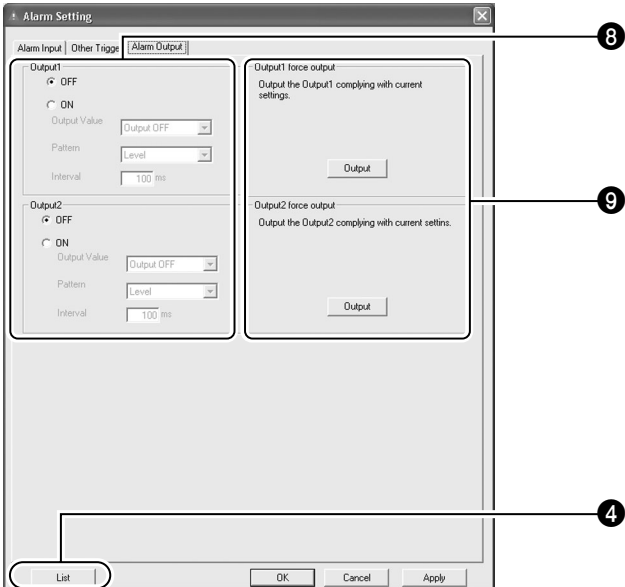 Alarm Setting
Alarm Input Other Trigge Alarm Output
8
Output1
OFF
ON
Output Value Output OFF
Pattern Level
Interval 100 ms
Output1 force output
Output the Output1 complying with current
settings.
Output
9
Output2
OFF
ON
Output Value Output OFF
Pattern Level
Interval 100 ms
Output2 force output
Output the Output2 complying with current settins.
Output
4
List OK Cancel Apply